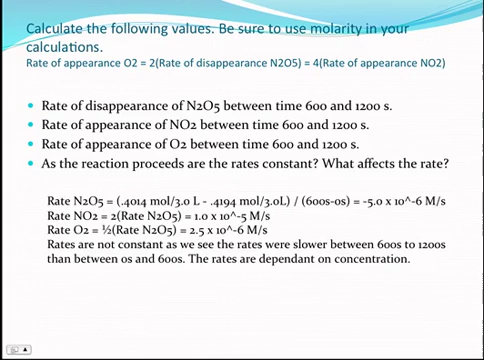 Calculate the following values. Be sure to use molarity in your
calculations.
Rate of appearance O2 = 2(Rate of disappearance N2O5) = 4(Rate of appearance NO2)
• Rate of disappearance of N2O5 between time 600 and 1200 s.
• Rate of appearance of NO2 between time 600 and 1200 s.
• Rate of appearance of O2 between time 600 and 1200 s.
• As the reaction proceeds are the rates constant? What affects the rate?
Rate N2O5 = (.4014 mol/3.0 L - .4194 mol/3.0L) / (600s-0s) = -5.0 x 10^-6 M/s
Rate NO2 = 2(Rate N2O5) = 1.0 x 10^-5 M/s
Rate O2 = ½(Rate N2O5) = 2.5 x 10^-6 M/s
Rates are not constant as we see the rates were slower between 600s to 1200s
than between 0s and 600s. The rates are dependant on concentration.